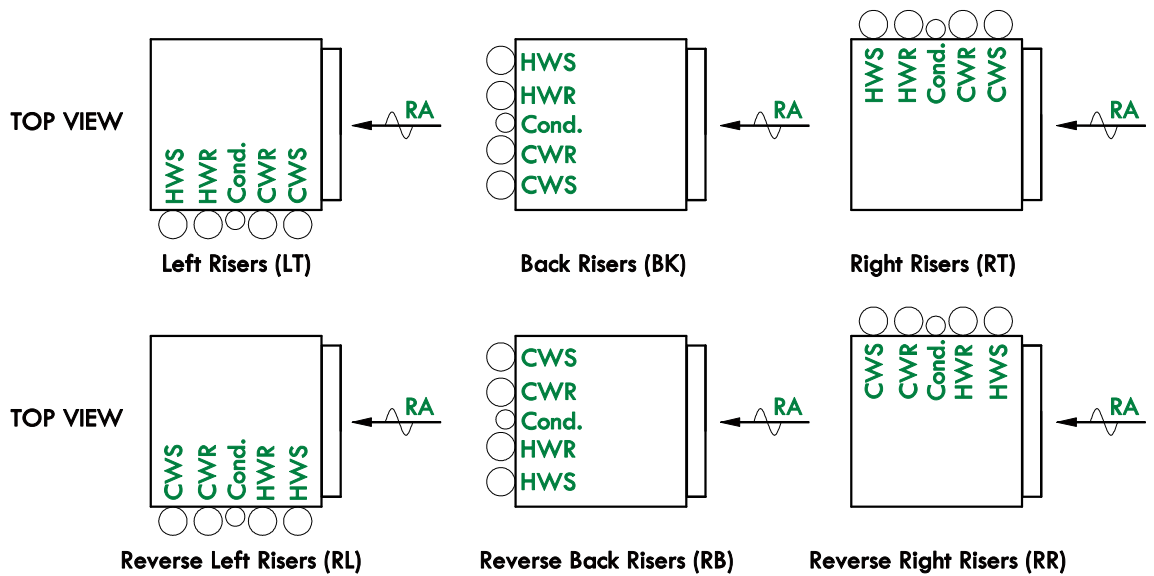 TOP VIEW
HWS
HWR
Cond.
CWR
CWS
RA
Left Risers (LT)
HWS
HWR
Cond.
CWR
CWS
RA
Back Risers (BK)
HWS
HWR
Cond.
CWR
CWS
RA
Right Risers (RT)
TOP VIEW
CWS
CWR
Cond.
HWR
HWS
RA
Reverse Left Risers (RL)
CWS
CWR
Cond.
HWR
HWS
RA
Reverse Back Risers (RB)
CWS
CWR
Cond.
HWR
HWS
RA
Reverse Right Risers (RR)